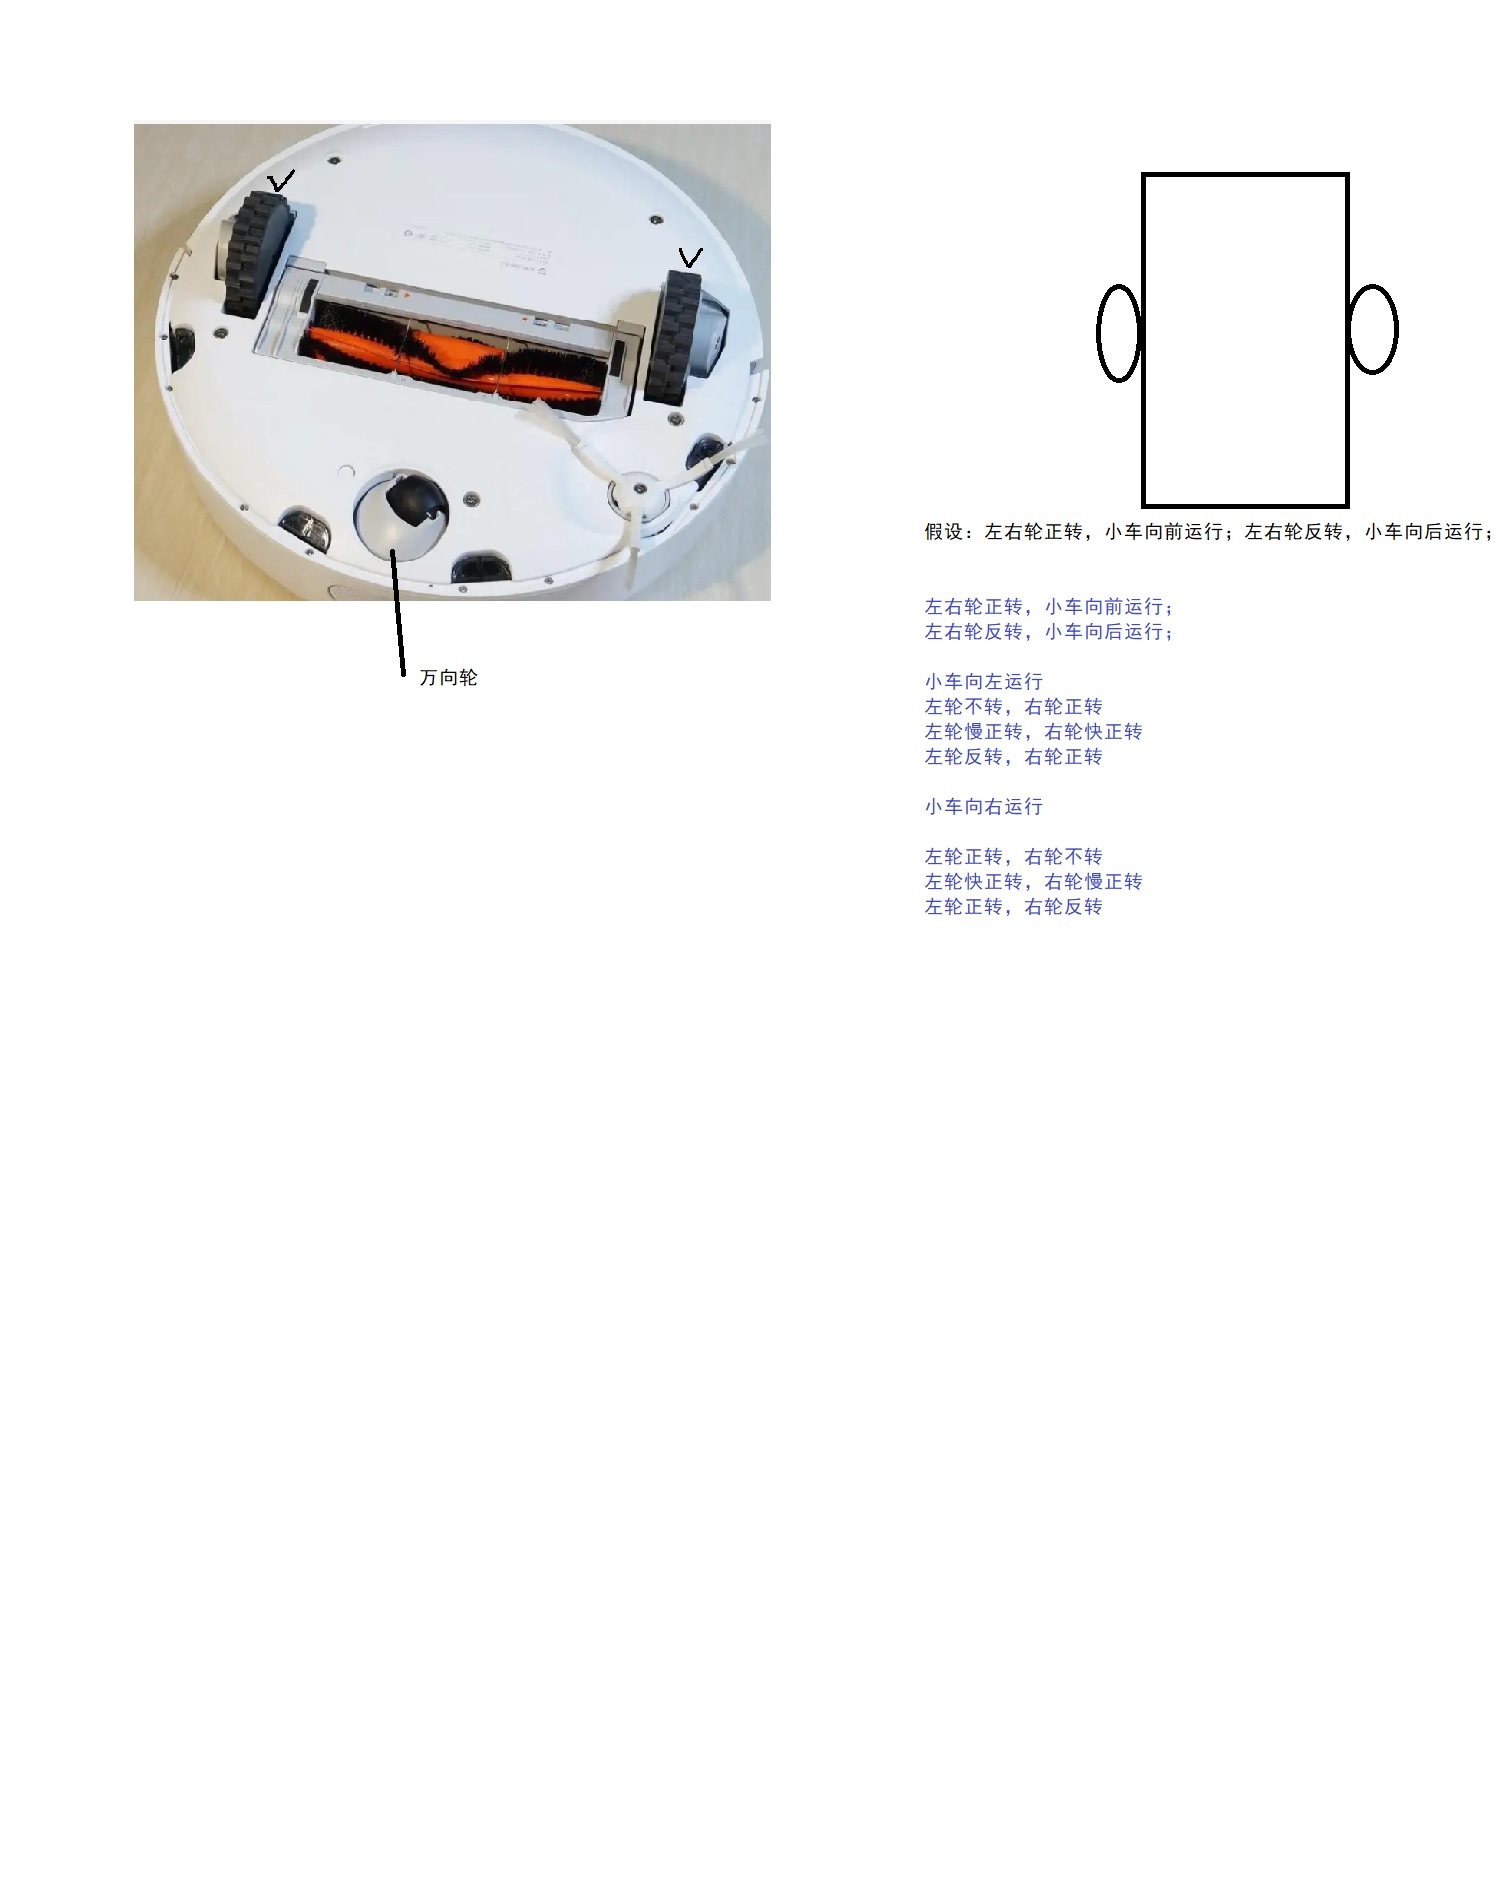 万向轮
假设：左右轮正转，小车向前运行；左右轮反转，小车向后运行；
左右轮正转，小车向前运行；
左右轮反转，小车向后运行；
小车向左运行
左轮不转，右轮正转
左轮慢正转，右轮快正转
左轮反转，右轮正转
小车向右运行
左轮正转，右轮不转
左轮快正转，右轮慢正转
左轮正转，右轮反转